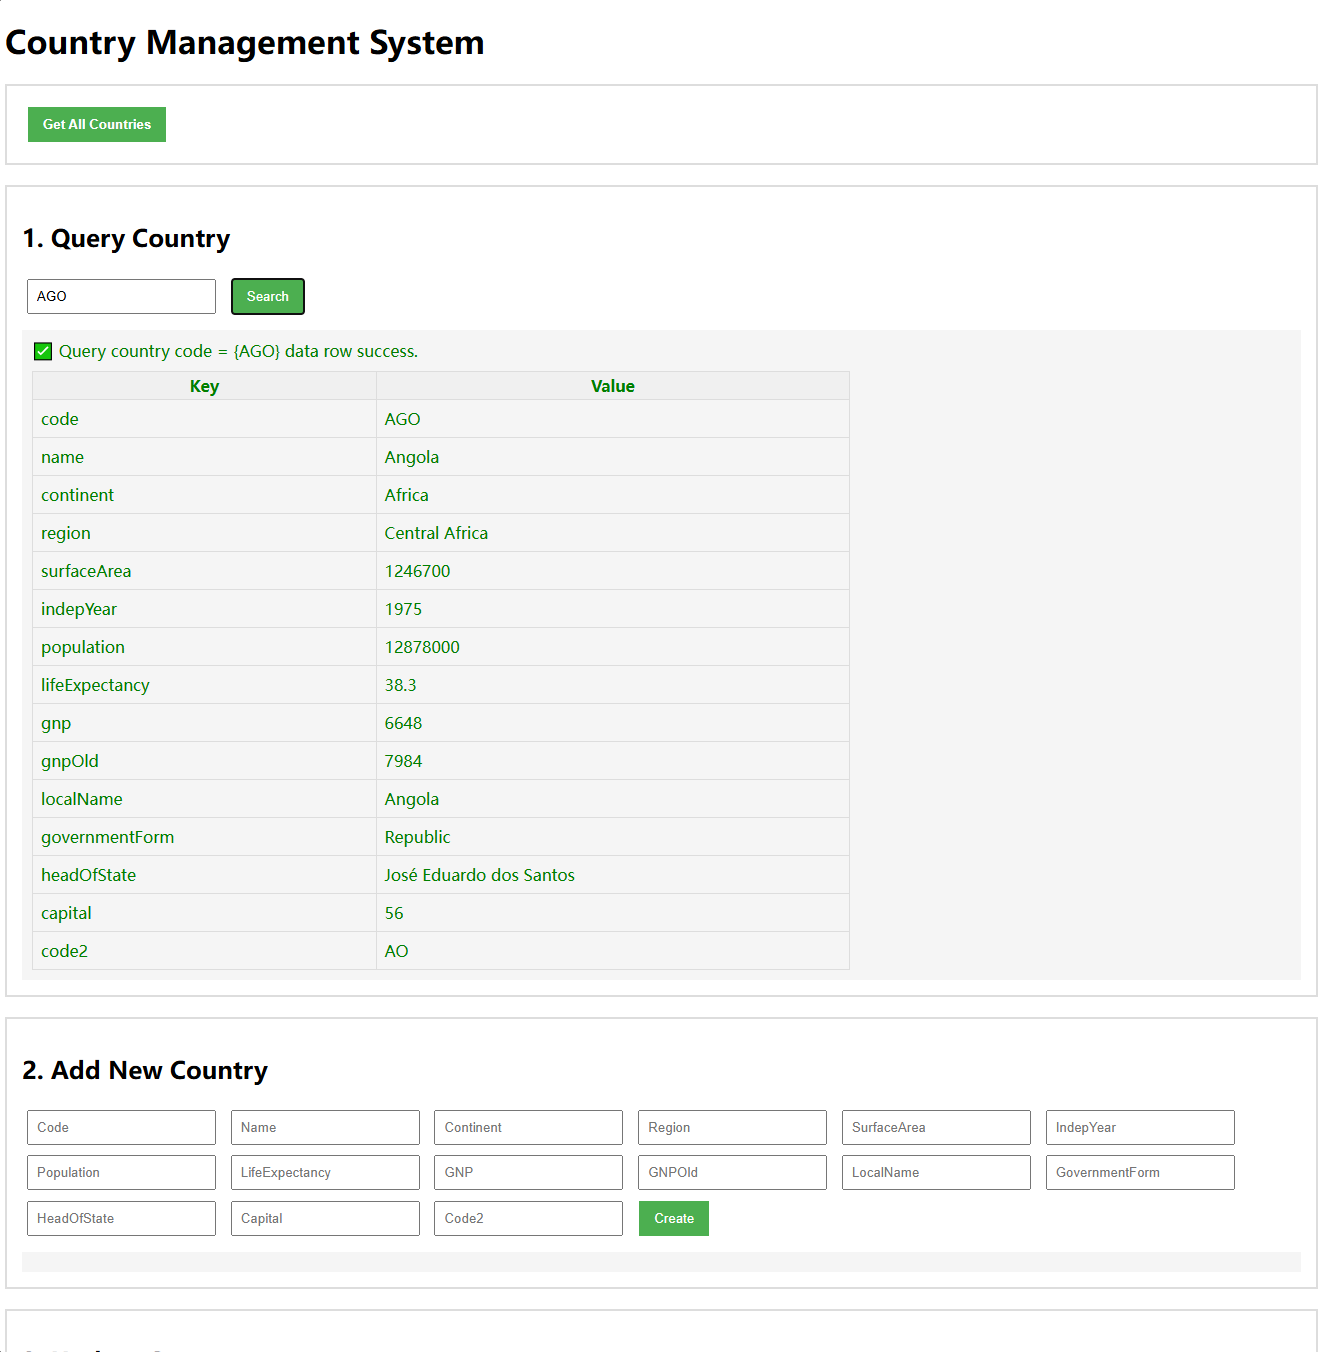 Country Management System
Get All Countries
1. Query Country
AGO Search
✅ Query country code = {AGO} data row success.
Key Value
code AGO
name Angola
continent Africa
region Central Africa
surfaceArea 1246700
indepYear 1975
population 12878000
lifeExpectancy 38.3
gnp 6648
gnpOld 7984
localName Angola
governmentForm Republic
headOfState José Eduardo dos Santos
capital 56
code2 AO
2. Add New Country
Code Name Continent Region SurfaceArea IndepYear
Population LifeExpectancy GNP GNPOld LocalName GovernmentForm
HeadOfState Capital Code2 Create